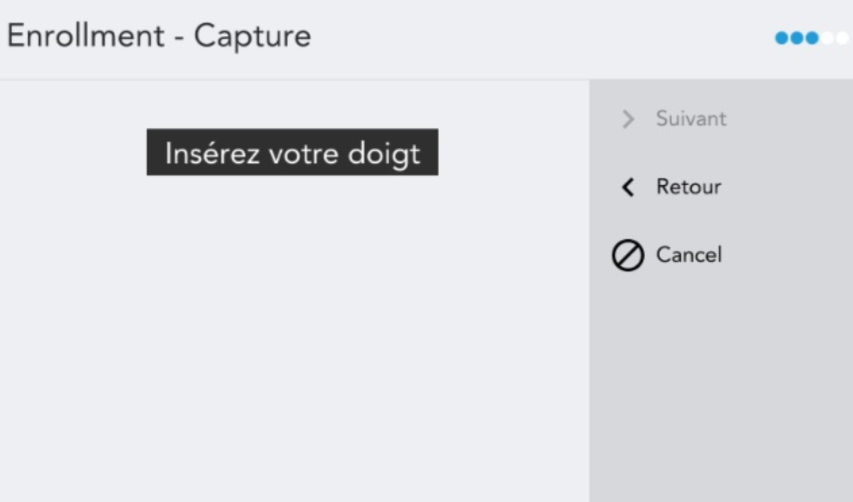 Enrollment - Capture
Insérez votre doigt
Suivant
Retour
Cancel